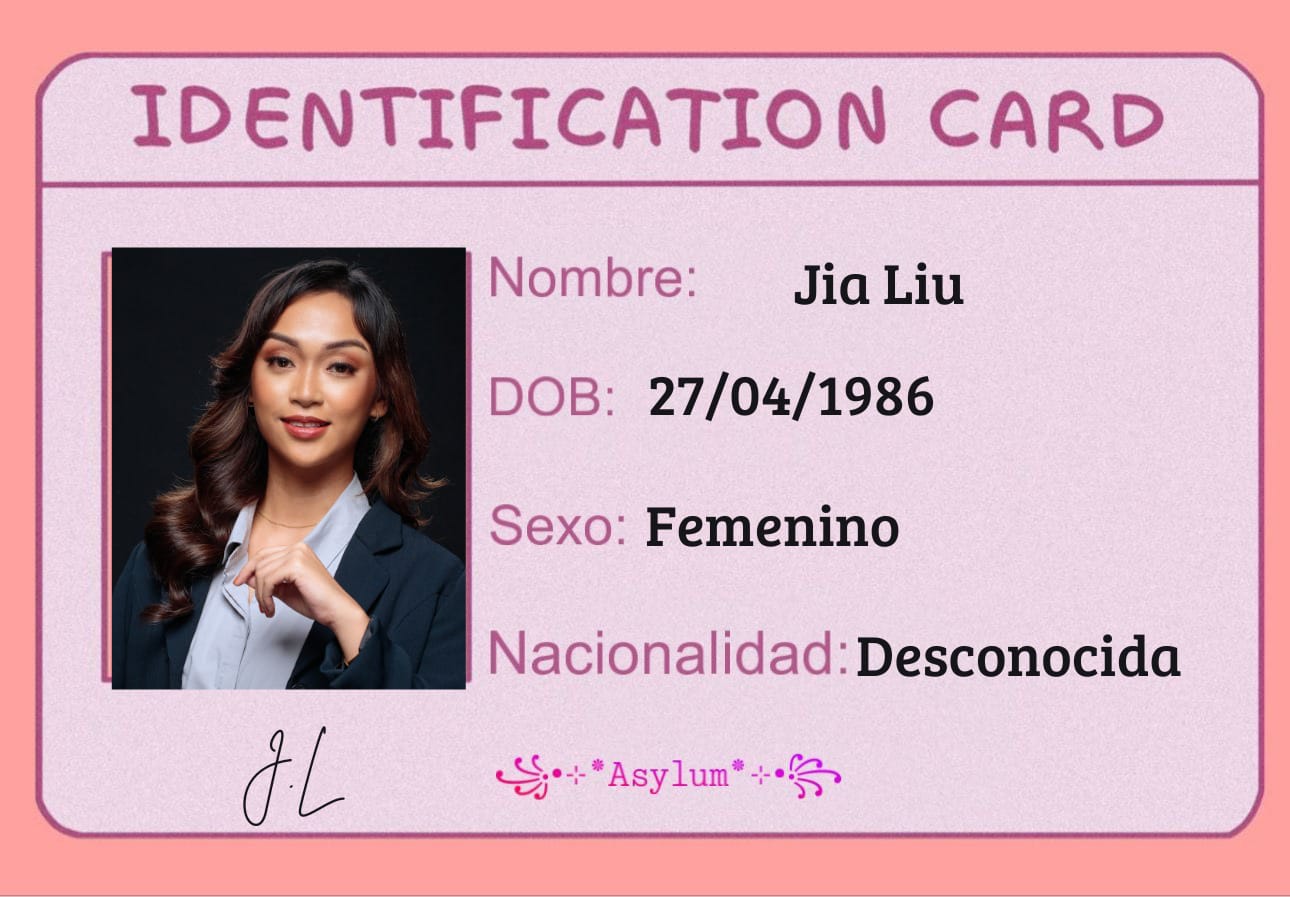 IDENTIFICATION CARD
Nombre: Jia Liu
DOB: 27/04/1986
Sexo: Femenino
Nacionalidad: Desconocida
J.L
꧁•⊹٭Asylum٭⊹•꧂